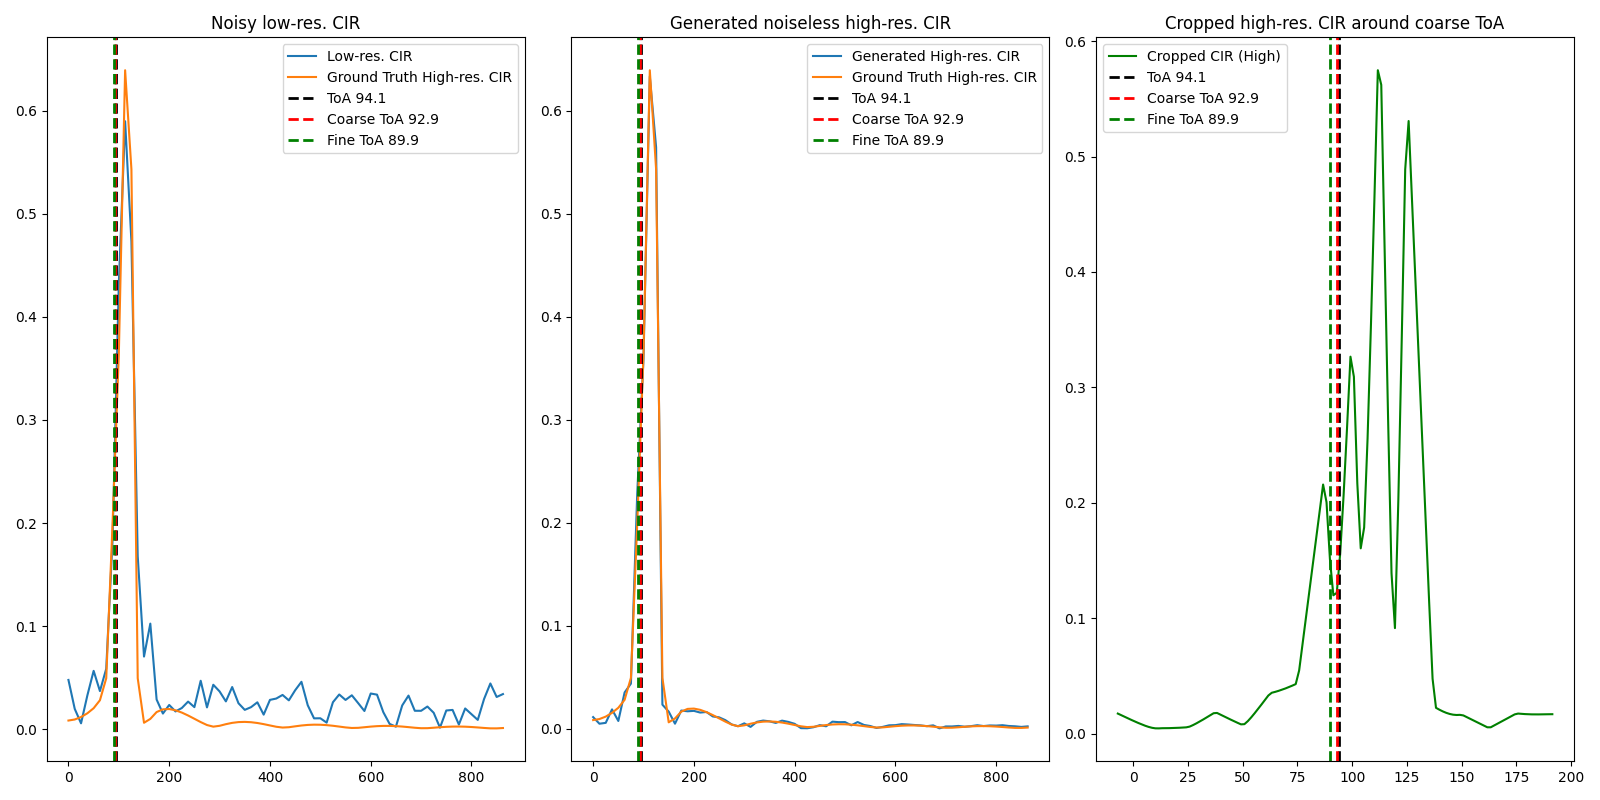 Noisy low-res. CIR
Low-res. CIR
Ground Truth High-res. CIR
ToA 94.1
Coarse ToA 92.9
Fine ToA 89.9
0.6
0.5
0.4
0.3
0.2
0.1
0.0
0 200 400 600 800
Generated noiseless high-res. CIR
Generated High-res. CIR
Ground Truth High-res. CIR
ToA 94.1
Coarse ToA 92.9
Fine ToA 89.9
0.6
0.5
0.4
0.3
0.2
0.1
0.0
0 200 400 600 800
Cropped high-res. CIR around coarse ToA
Cropped CIR (High)
ToA 94.1
Coarse ToA 92.9
Fine ToA 89.9
0.6
0.5
0.4
0.3
0.2
0.1
0.0
0 25 50 75 100 125 150 175 200